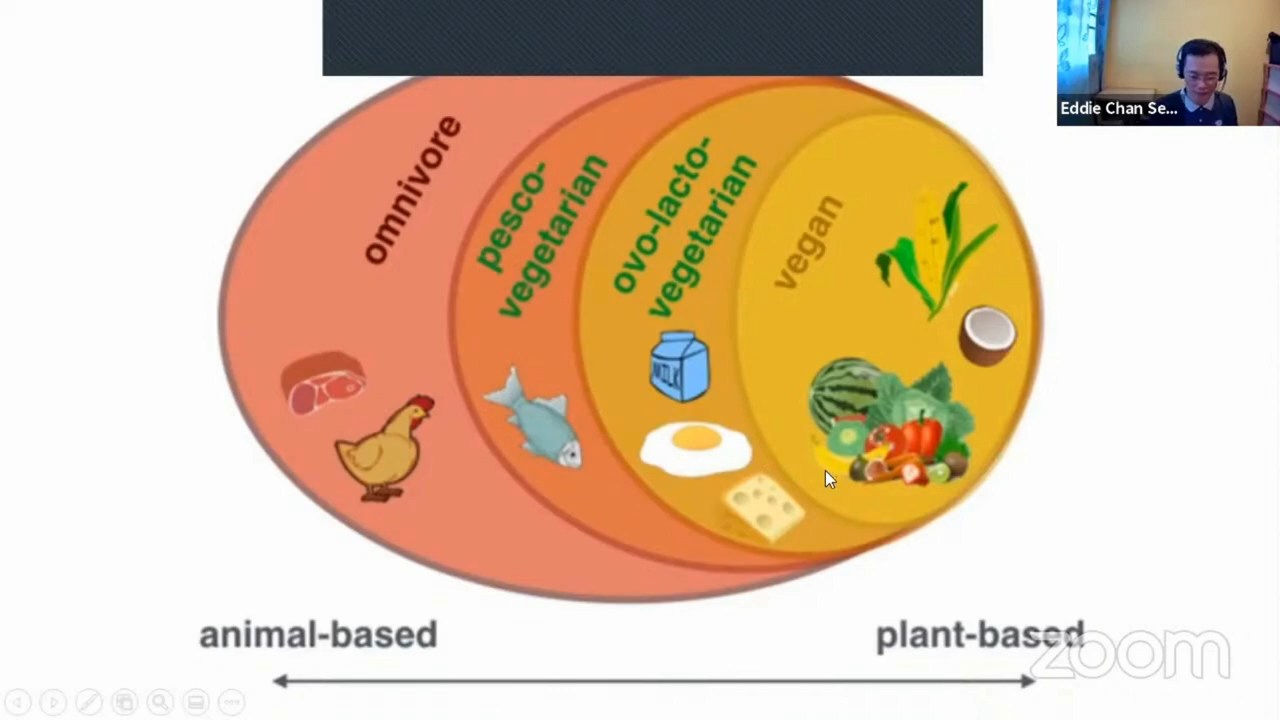 Eddie Chan Se...
omnivore
pesco-
vegetarian
ovo-lacto-
vegetarian
vegan
MILK
animal-based
plant-based
zoom